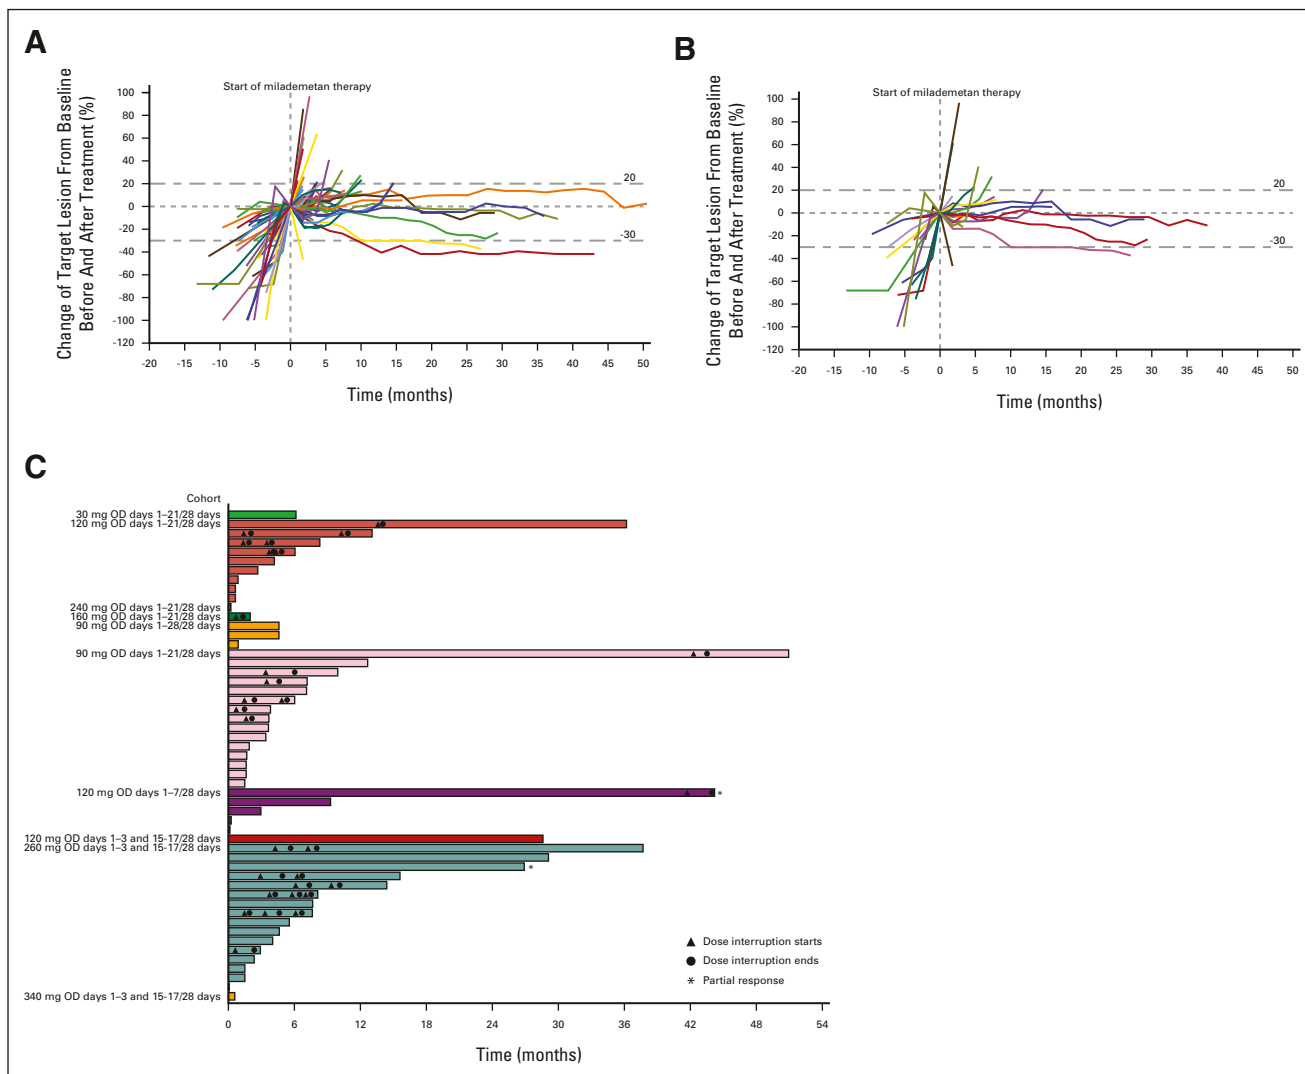 A
Change of Target Lesion From Baseline
Before And After Treatment (%)
Start of milademetan therapy
100
80
60
40
20
0
-20
-40
-60
-80
-100
-120
20
-30
-20
-15
-10
-5
0
5
10
15
20
25
30
35
40
45
50
Time (months)
B
Change of Target Lesion From Baseline
Before And After Treatment (%)
Start of milademetan therapy
100
80
60
40
20
0
-20
-40
-60
-80
-100
-120
20
-30
-20
-15
-10
-5
0
5
10
15
20
25
30
35
40
45
50
Time (months)
C
Cohort
30 mg OD days 1–21/28 days
120 mg OD days 1–21/28 days
240 mg OD days 1–21/28 days
160 mg OD days 1–21/28 days
90 mg OD days 1–28/28 days
90 mg OD days 1–21/28 days
120 mg OD days 1–7/28 days
*
120 mg OD days 1–3 and 15-17/28 days
260 mg OD days 1–3 and 15-17/28 days
*
340 mg OD days 1–3 and 15-17/28 days
▲ Dose interruption starts
● Dose interruption ends
* Partial response
0
6
12
18
24
30
36
42
48
54
Time (months)